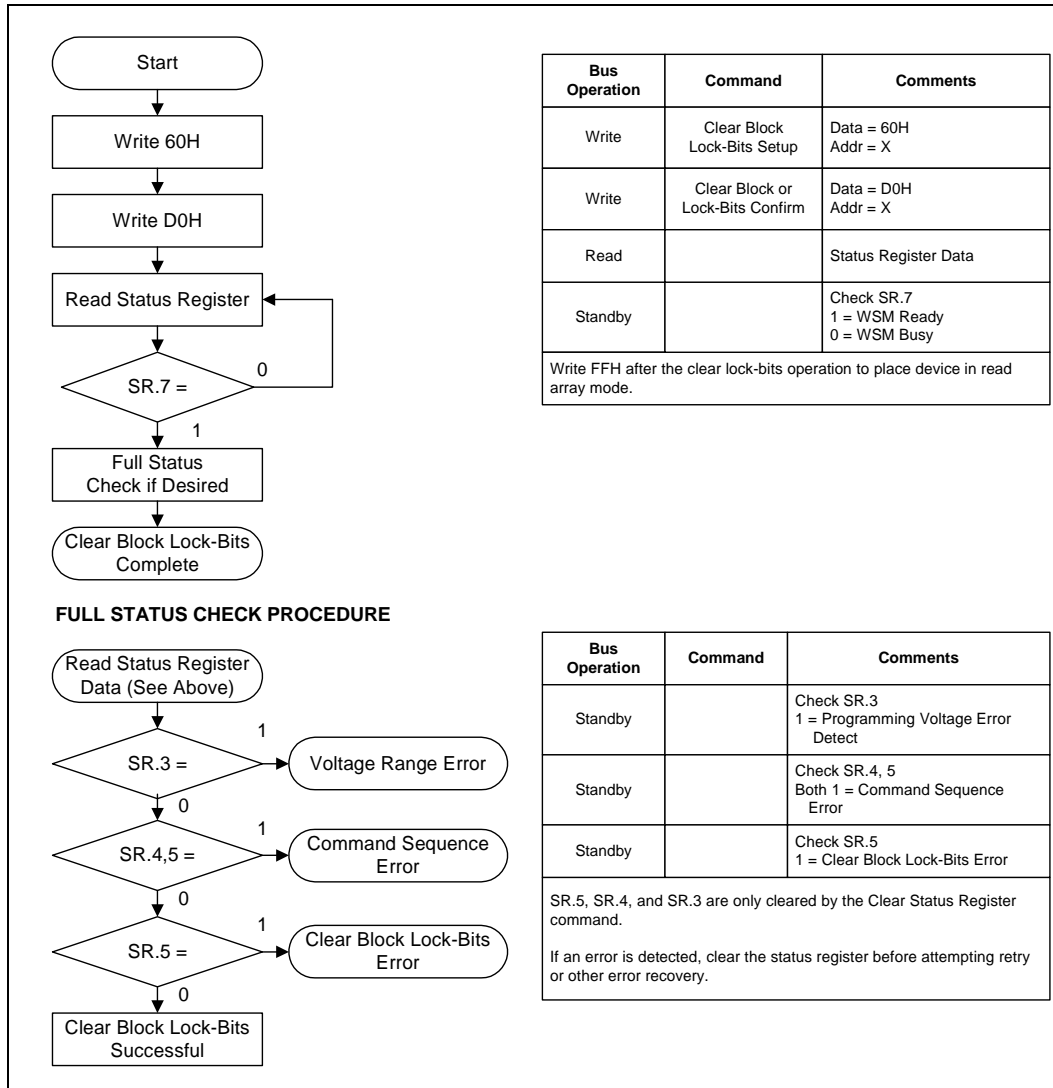 Start
Write 60H
Write D0H
Read Status Register
0
SR.7 =
1
Full Status
Check if Desired
Clear Block Lock-Bits
Complete
Bus
Operation
Command
Comments
Write
Clear Block
Lock-Bits Setup
Data = 60H
Addr = X
Write
Clear Block or
Lock-Bits Confirm
Data = D0H
Addr = X
Read
Status Register Data
Standby
Check SR.7
1 = WSM Ready
0 = WSM Busy
Write FFH after the clear lock-bits operation to place device in read
array mode.
FULL STATUS CHECK PROCEDURE
Read Status Register
Data (See Above)
1
SR.3 =
Voltage Range Error
0
1
SR.4,5 =
Command Sequence
Error
0
1
SR.5 =
Clear Block Lock-Bits
Error
0
Clear Block Lock-Bits
Successful
Bus
Operation
Command
Comments
Standby
Check SR.3
1 = Programming Voltage Error
Detect
Standby
Check SR.4, 5
Both 1 = Command Sequence
Error
Standby
Check SR.5
1 = Clear Block Lock-Bits Error
SR.5, SR.4, and SR.3 are only cleared by the Clear Status Register
command.
If an error is detected, clear the status register before attempting retry
or other error recovery.